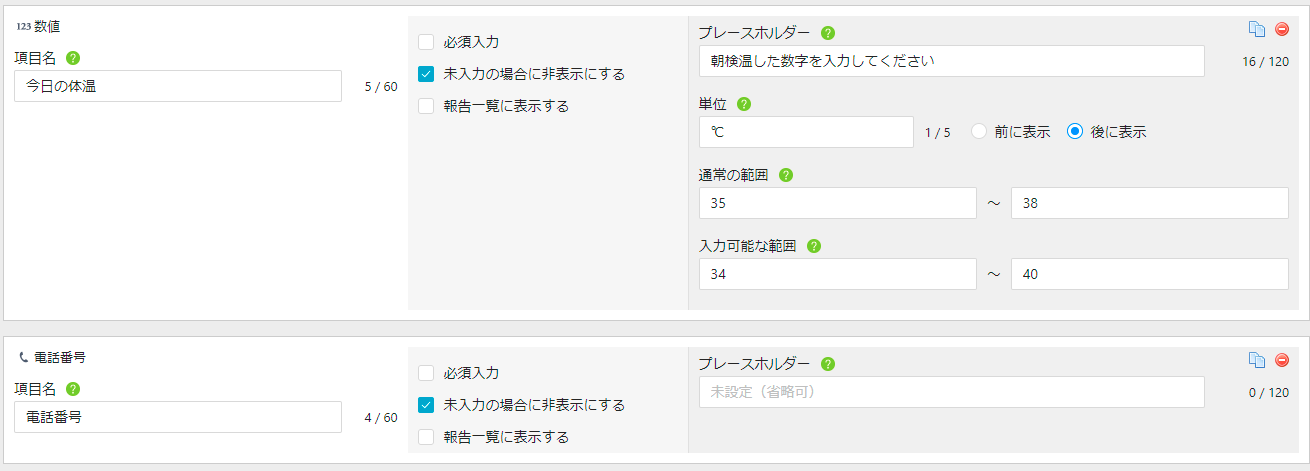 123 数値
項目名 ?
今日の体温
5 / 60
必須入力
未入力の場合に非表示にする
報告一覧に表示する
プレースホルダー ?
朝検温した数字を入力してください
16 / 120
単位 ?
℃
1 / 5 前に表示 後に表示
通常の範囲 ?
35 ～ 38
入力可能な範囲 ?
34 ～ 40
電話番号
項目名 ?
電話番号
4 / 60
必須入力
未入力の場合に非表示にする
報告一覧に表示する
プレースホルダー ?
未設定（省略可）
0 / 120